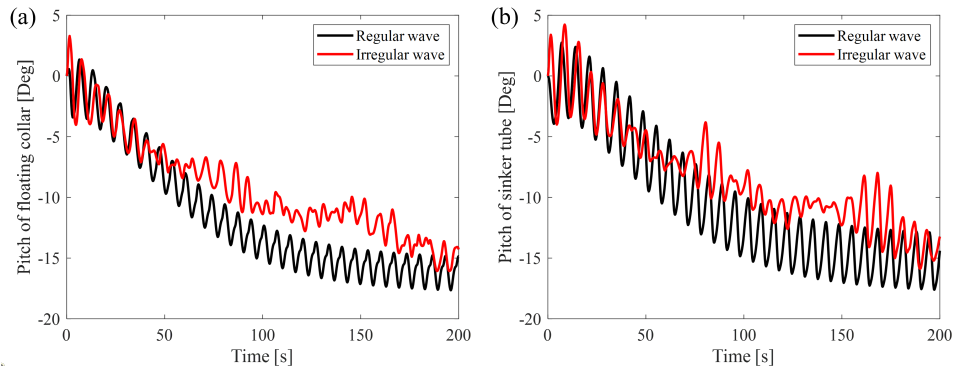 (a)
Pitch of floating collar [Deg]
5
0
-5
-10
-15
-20
Regular wave
Irregular wave
0
50
100
150
200
Time [s]
(b)
Pitch of sinker tube [Deg]
5
0
-5
-10
-15
-20
Regular wave
Irregular wave
0
50
100
150
200
Time [s]